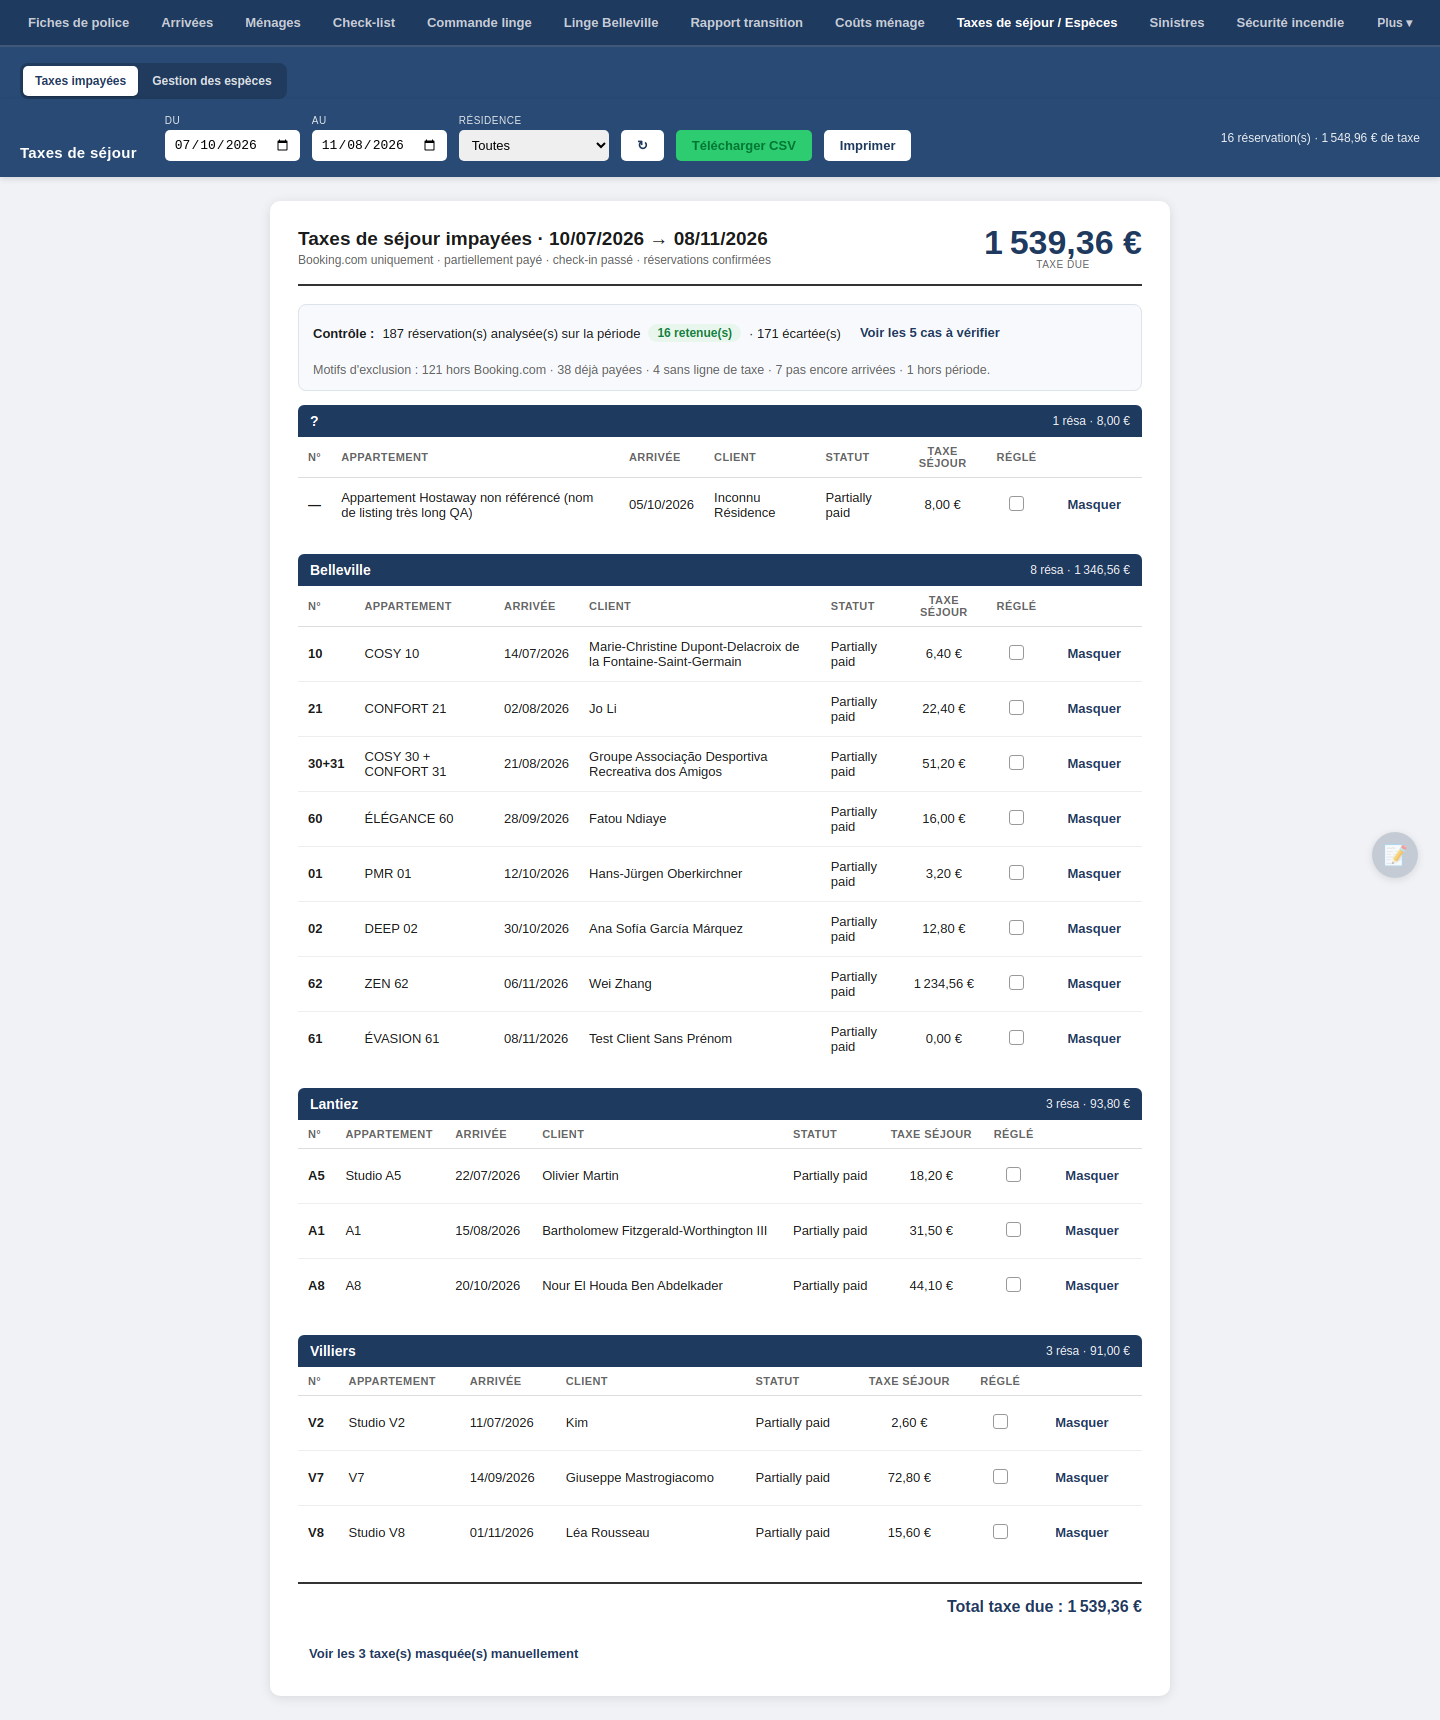 Fiches de police Arrivées Ménages Check-list Commande linge Linge Belleville Rapport transition Coûts ménage Taxes de séjour / Espèces Sinistres Sécurité incendie Plus ▾
Taxes impayées Gestion des espèces
DU AU RÉSIDENCE
Taxes de séjour 07/10/2026 11/08/2026 Toutes ↻ Télécharger CSV Imprimer 16 réservation(s) · 1 548,96 € de taxe
Taxes de séjour impayées · 10/07/2026 → 08/11/2026 1 539,36 €
Booking.com uniquement · partiellement payé · check-in passé · réservations confirmées TAXE DUE
Contrôle : 187 réservation(s) analysée(s) sur la période 16 retenue(s) · 171 écartée(s) Voir les 5 cas à vérifier
Motifs d'exclusion : 121 hors Booking.com · 38 déjà payées · 4 sans ligne de taxe · 7 pas encore arrivées · 1 hors période.
? 1 résa · 8,00 €
N° APPARTEMENT ARRIVÉE CLIENT STATUT TAXE SÉJOUR RÉGLÉ
— Appartement Hostaway non référencé (nom de listing très long QA) 05/10/2026 Inconnu Résidence Partially paid 8,00 € Masquer
Belleville 8 résa · 1 346,56 €
N° APPARTEMENT ARRIVÉE CLIENT STATUT TAXE SÉJOUR RÉGLÉ
10 COSY 10 14/07/2026 Marie-Christine Dupont-Delacroix de la Fontaine-Saint-Germain Partially paid 6,40 € Masquer
21 CONFORT 21 02/08/2026 Jo Li Partially paid 22,40 € Masquer
30+31 COSY 30 + CONFORT 31 21/08/2026 Groupe Associação Desportiva Recreativa dos Amigos Partially paid 51,20 € Masquer
60 ÉLÉGANCE 60 28/09/2026 Fatou Ndiaye Partially paid 16,00 € Masquer
01 PMR 01 12/10/2026 Hans-Jürgen Oberkirchner Partially paid 3,20 € Masquer
02 DEEP 02 30/10/2026 Ana Sofía García Márquez Partially paid 12,80 € Masquer
62 ZEN 62 06/11/2026 Wei Zhang Partially paid 1 234,56 € Masquer
61 ÉVASION 61 08/11/2026 Test Client Sans Prénom Partially paid 0,00 € Masquer
Lantiez 3 résa · 93,80 €
N° APPARTEMENT ARRIVÉE CLIENT STATUT TAXE SÉJOUR RÉGLÉ
A5 Studio A5 22/07/2026 Olivier Martin Partially paid 18,20 € Masquer
A1 A1 15/08/2026 Bartholomew Fitzgerald-Worthington III Partially paid 31,50 € Masquer
A8 A8 20/10/2026 Nour El Houda Ben Abdelkader Partially paid 44,10 € Masquer
Villiers 3 résa · 91,00 €
N° APPARTEMENT ARRIVÉE CLIENT STATUT TAXE SÉJOUR RÉGLÉ
V2 Studio V2 11/07/2026 Kim Partially paid 2,60 € Masquer
V7 V7 14/09/2026 Giuseppe Mastrogiacomo Partially paid 72,80 € Masquer
V8 Studio V8 01/11/2026 Léa Rousseau Partially paid 15,60 € Masquer
Total taxe due : 1 539,36 €
Voir les 3 taxe(s) masquée(s) manuellement